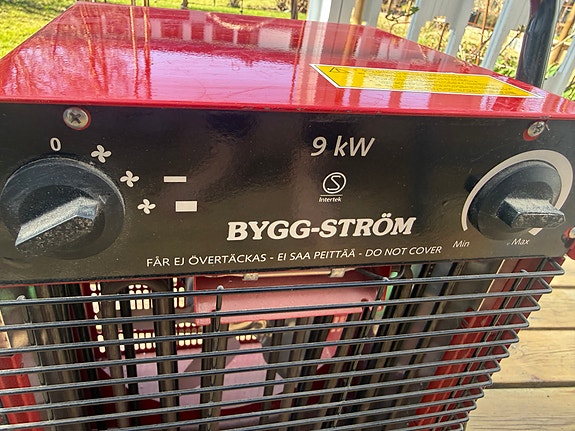 0
9 kW
S
Intertek
BYGG-STRÖM
Min Max
FÅR EJ ÖVERTÄCKAS - EI SAA PEITTÄÄ - DO NOT COVER